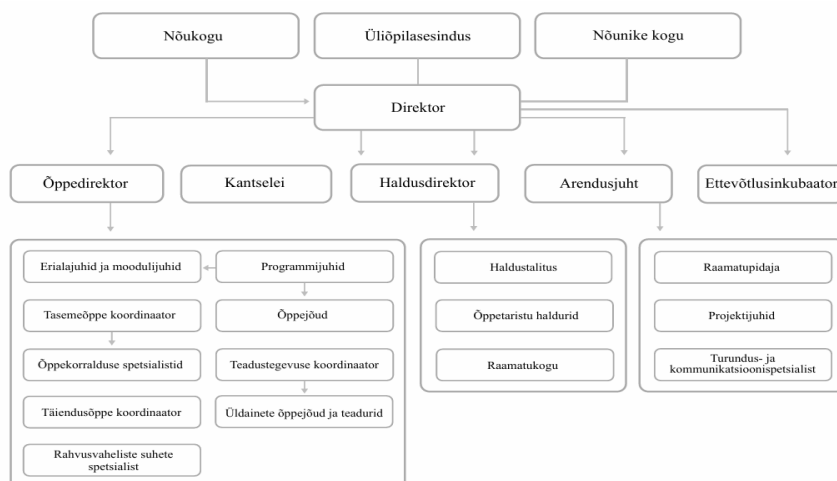 Nõukogu
Üliõpilasesindus
Nõunike kogu
Direktor
Õppedirektor
Kantselei
Haldusdirektor
Arendusjuht
Ettevõtlusinkubaator
Erialajuhid ja moodulijuhid
Programmijuhid
Tasemeõppe koordinaator
Õppejõud
Õppekorralduse spetsialistid
Teadustegevuse koordinaator
Täiendusõppe koordinaator
Üldainete õppejõud ja teadurid
Rahvusvaheliste suhete
spetsialist
Haldustalitus
Õppetaristu haldurid
Raamatukogu
Raamatupidaja
Projektijuhid
Turundus- ja
kommunikatsioonispetsialist